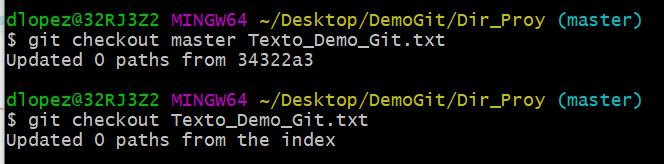 dlopez@32RJ3Z2 MINGW64 ~/Desktop/DemoGit/Dir_Proy (master)
$ git checkout master Texto_Demo_Git.txt
Updated 0 paths from 34322a3
dlopez@32RJ3Z2 MINGW64 ~/Desktop/DemoGit/Dir_Proy (master)
$ git checkout Texto_Demo_Git.txt
Updated 0 paths from the index